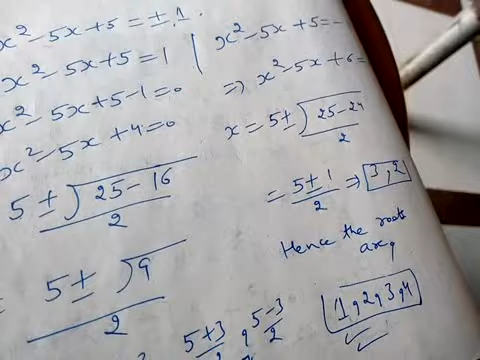 x² - 5x + 5 = ± 1.
x² - 5x + 5 = 1
x² - 5x + 5 - 1 = 0
x² - 5x + 4 = 0
5 ± √25 - 16 / 2
5 ± √9 / 2
5+3 / 2 , 5-3 / 2
x² - 5x + 5 = -
⇒ x² - 5x + 6 =
x = 5 ± √25 - 24 / 2
= 5 ± 1 / 2 ⇒ 3, 2
Hence the roots
are,
1, 2, 3, 4